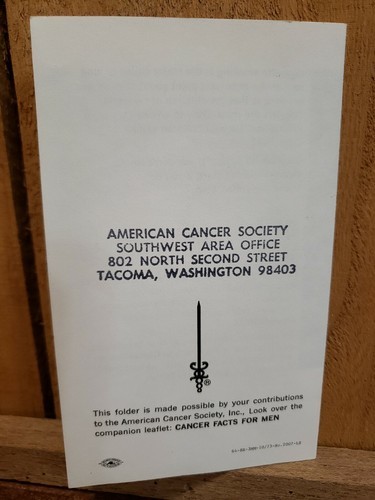 AMERICAN CANCER SOCIETY
SOUTHWEST AREA OFFICE
802 NORTH SECOND STREET
TACOMA, WASHINGTON 98403
®
This folder is made possible by your contributions
to the American Cancer Society, Inc., Look over the
companion leaflet: CANCER FACTS FOR MEN